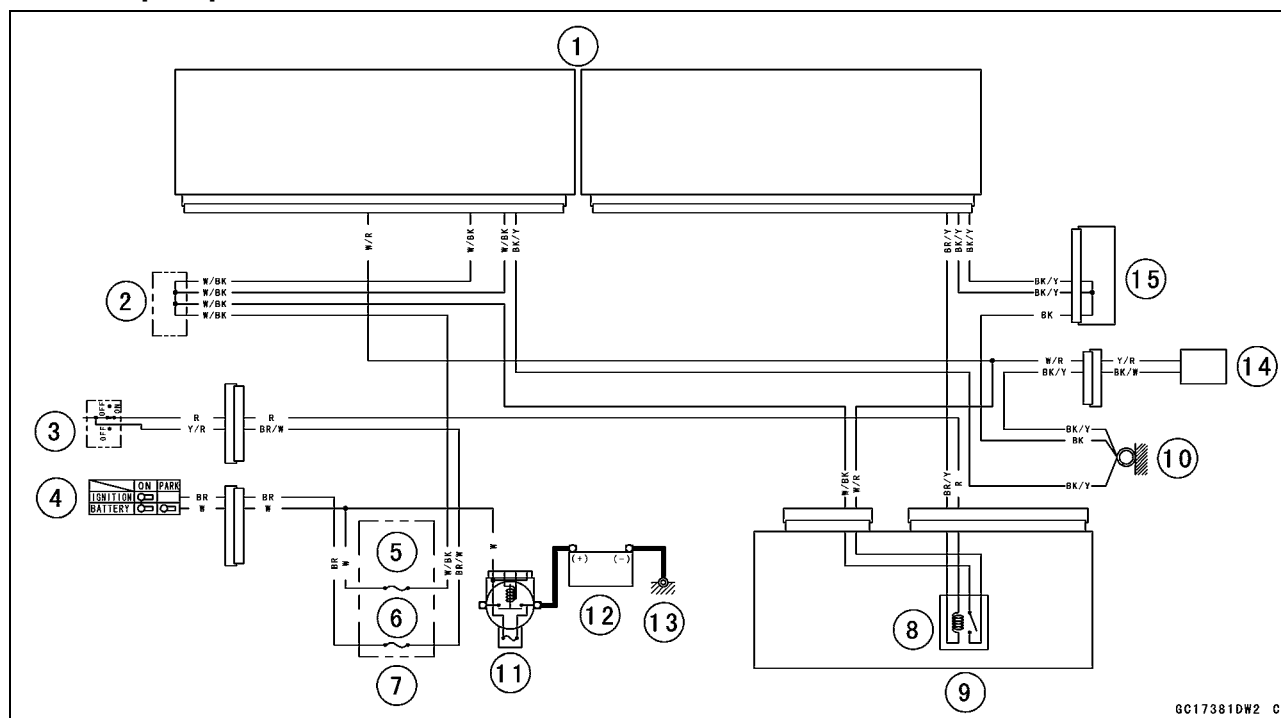 1
W/R
W/BK
W/BK
BK/Y
BR/Y
BK/Y
BK/Y
2
W/BK
W/BK
W/BK
W/BK
BK/Y
BK/Y
BK
15
W/R
BK/Y
Y/R
BK/W
14
3
OFF
ON
OFF
R
Y/R
R
BR/W
BK/Y
BK
BK/Y
10
4
ON PARK
IGNITION
BATTERY
BR
W
BR
W
W/BK
W/R
BR/Y
R
BR
W
5
6
7
W/BK
BR/W
W
(+) (-)
11
12
13
8
9
GC17381DW2 C